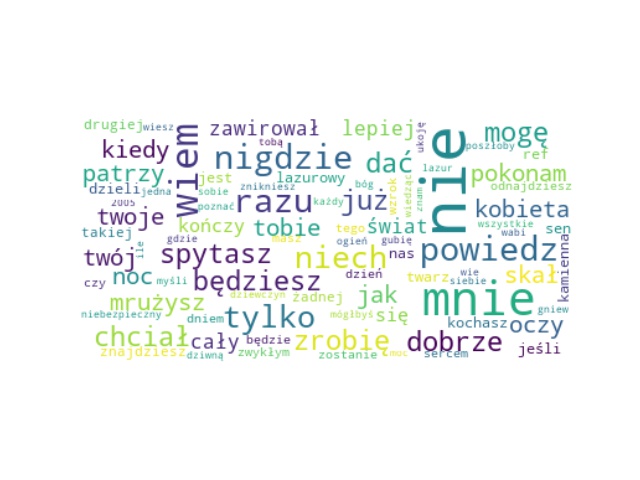 drugiej wiesz wiem zawirował lepiej ukoję nie mogę
kiedy tobą nigdzie dać poszłoby ref
patrzy jest lazurowy lazur pokonam
dzieli jedna sobie znikniesz bóg wzrok odnajdziesz
2005 poznać razu każdy już wiedząc znam kobieta
twoje kończy tobie tego świat wszystkie sen
takiej gdzie masz ogień gubię wabi
twój ile spytasz niech nas powiedz kamienna
czy noc myśli będziesz dzień twarz wie siebie skał
mrużysz dziewczyn żadnej jak mnie
niebezpieczny dniem tylko mógłbyś się kochasz gniew oczy
chciał cały będzie zrobię dobrze
znajdziesz dziwną zwykłym zostanie moc sercem jeśli